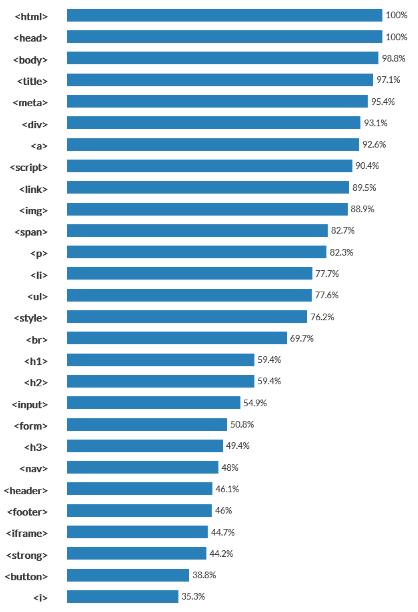 <html> 100%
<head> 100%
<body> 98.8%
<title> 97.1%
<meta> 95.4%
<div> 93.1%
<a> 92.6%
<script> 90.4%
<link> 89.5%
<img> 88.9%
<span> 82.7%
<p> 82.3%
<li> 77.7%
<ul> 77.6%
<style> 76.2%
<br> 69.7%
<h1> 59.4%
<h2> 59.4%
<input> 54.9%
<form> 50.8%
<h3> 49.4%
<nav> 48%
<header> 46.1%
<footer> 46%
<iframe> 44.7%
<strong> 44.2%
<button> 38.8%
<i> 35.3%